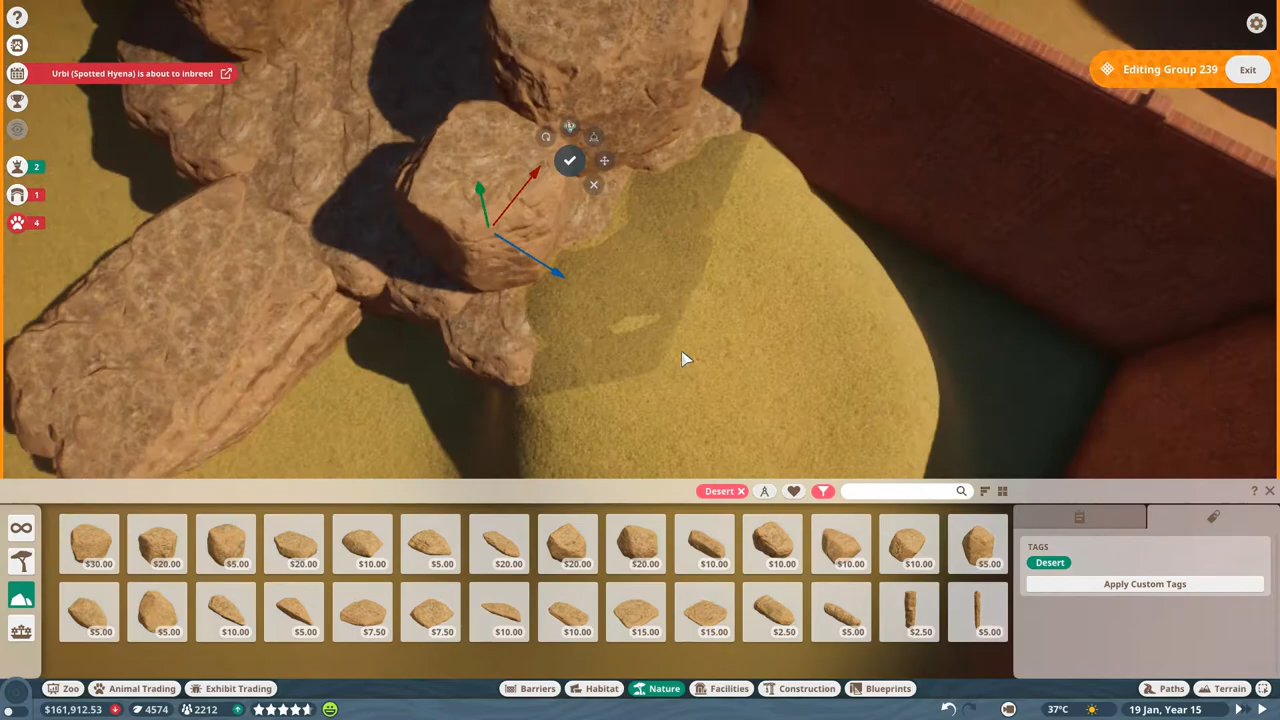 ?
Urbi (Spotted Hyena) is about to inbreed
2
1
4
Editing Group 239
Exit
Desert ×
? ×
$30.00 $20.00 $5.00 $20.00 $10.00 $5.00 $20.00 $20.00 $20.00 $10.00 $10.00 $10.00 $10.00 $5.00
$5.00 $5.00 $10.00 $5.00 $7.50 $7.50 $10.00 $10.00 $15.00 $15.00 $2.50 $5.00 $2.50 $5.00
TAGS
Desert
Apply Custom Tags
Zoo Animal Trading Exhibit Trading Barriers Habitat Nature Facilities Construction Blueprints Paths Terrain
$161,912.53 4574 2212 37°C 19 Jan, Year 15